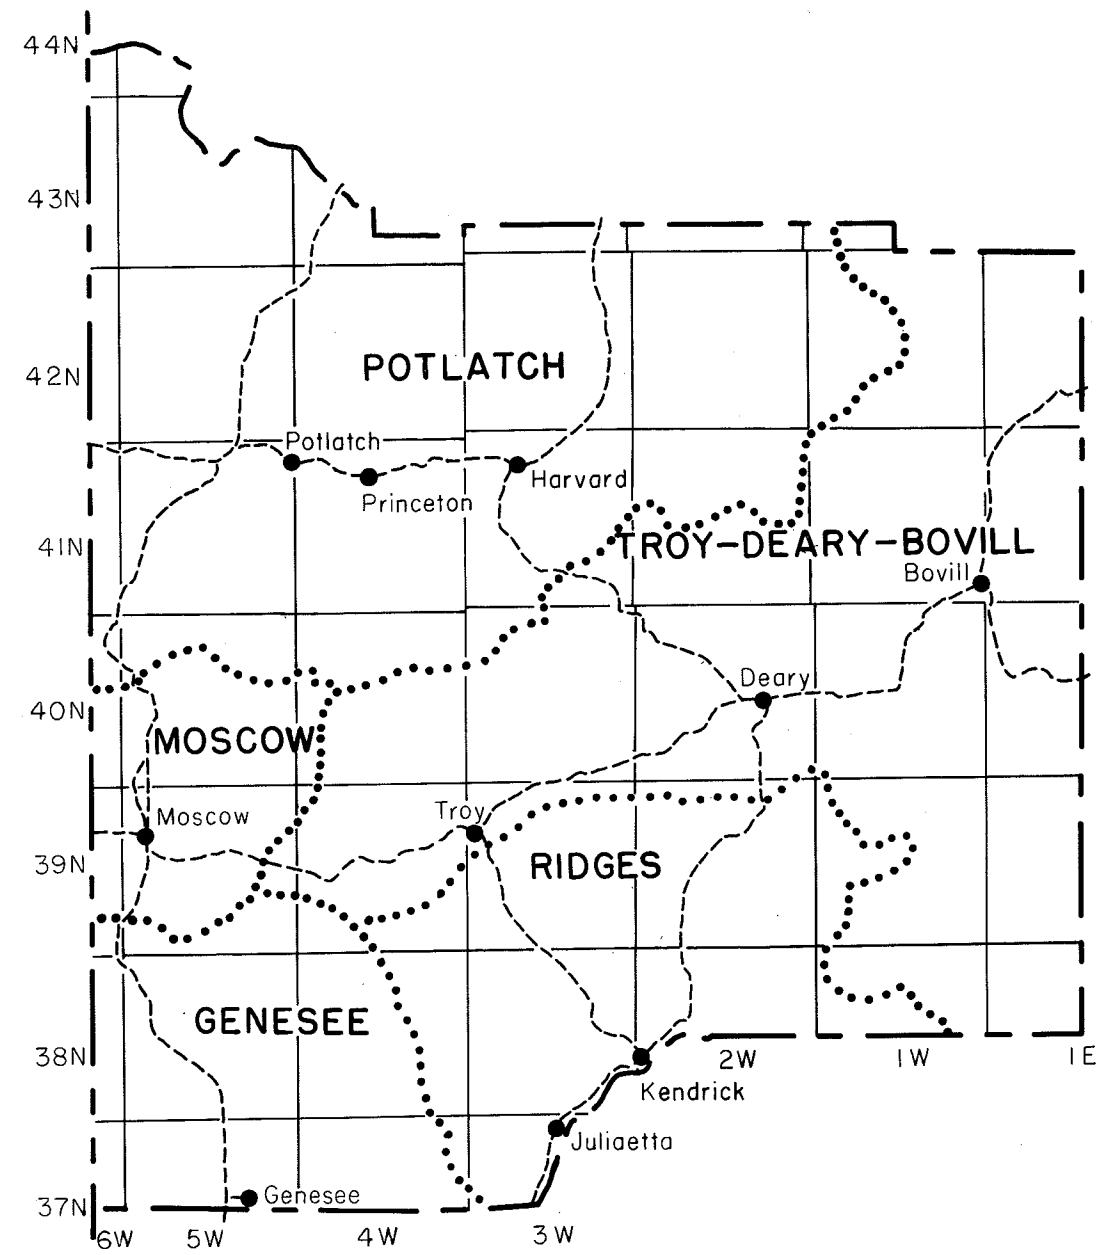 44N
43N
POTLATCH
42N
Potlatch
Harvard
Princeton
41N
TROY-DEARY-BOVILL
Bovill
Deary
40N
MOSCOW
Moscow
Troy
39N
RIDGES
GENESEE
38N
2W
1W
1E
Kendrick
Juliaetta
37N
Genesee
6W
5W
4W
3W